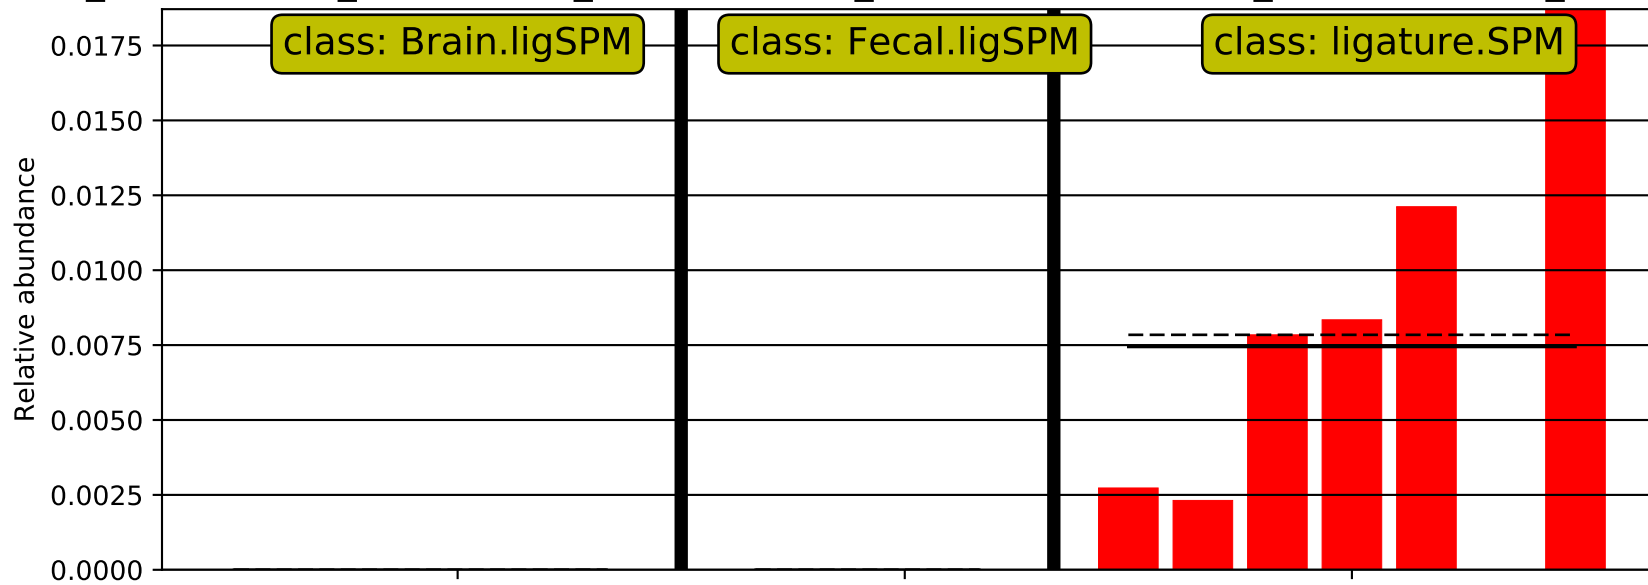 class: Brain.ligSPM
class: Fecal.ligSPM
class: ligature.SPM
Relative abundance
0.0175
0.0150
0.0125
0.0100
0.0075
0.0050
0.0025
0.0000